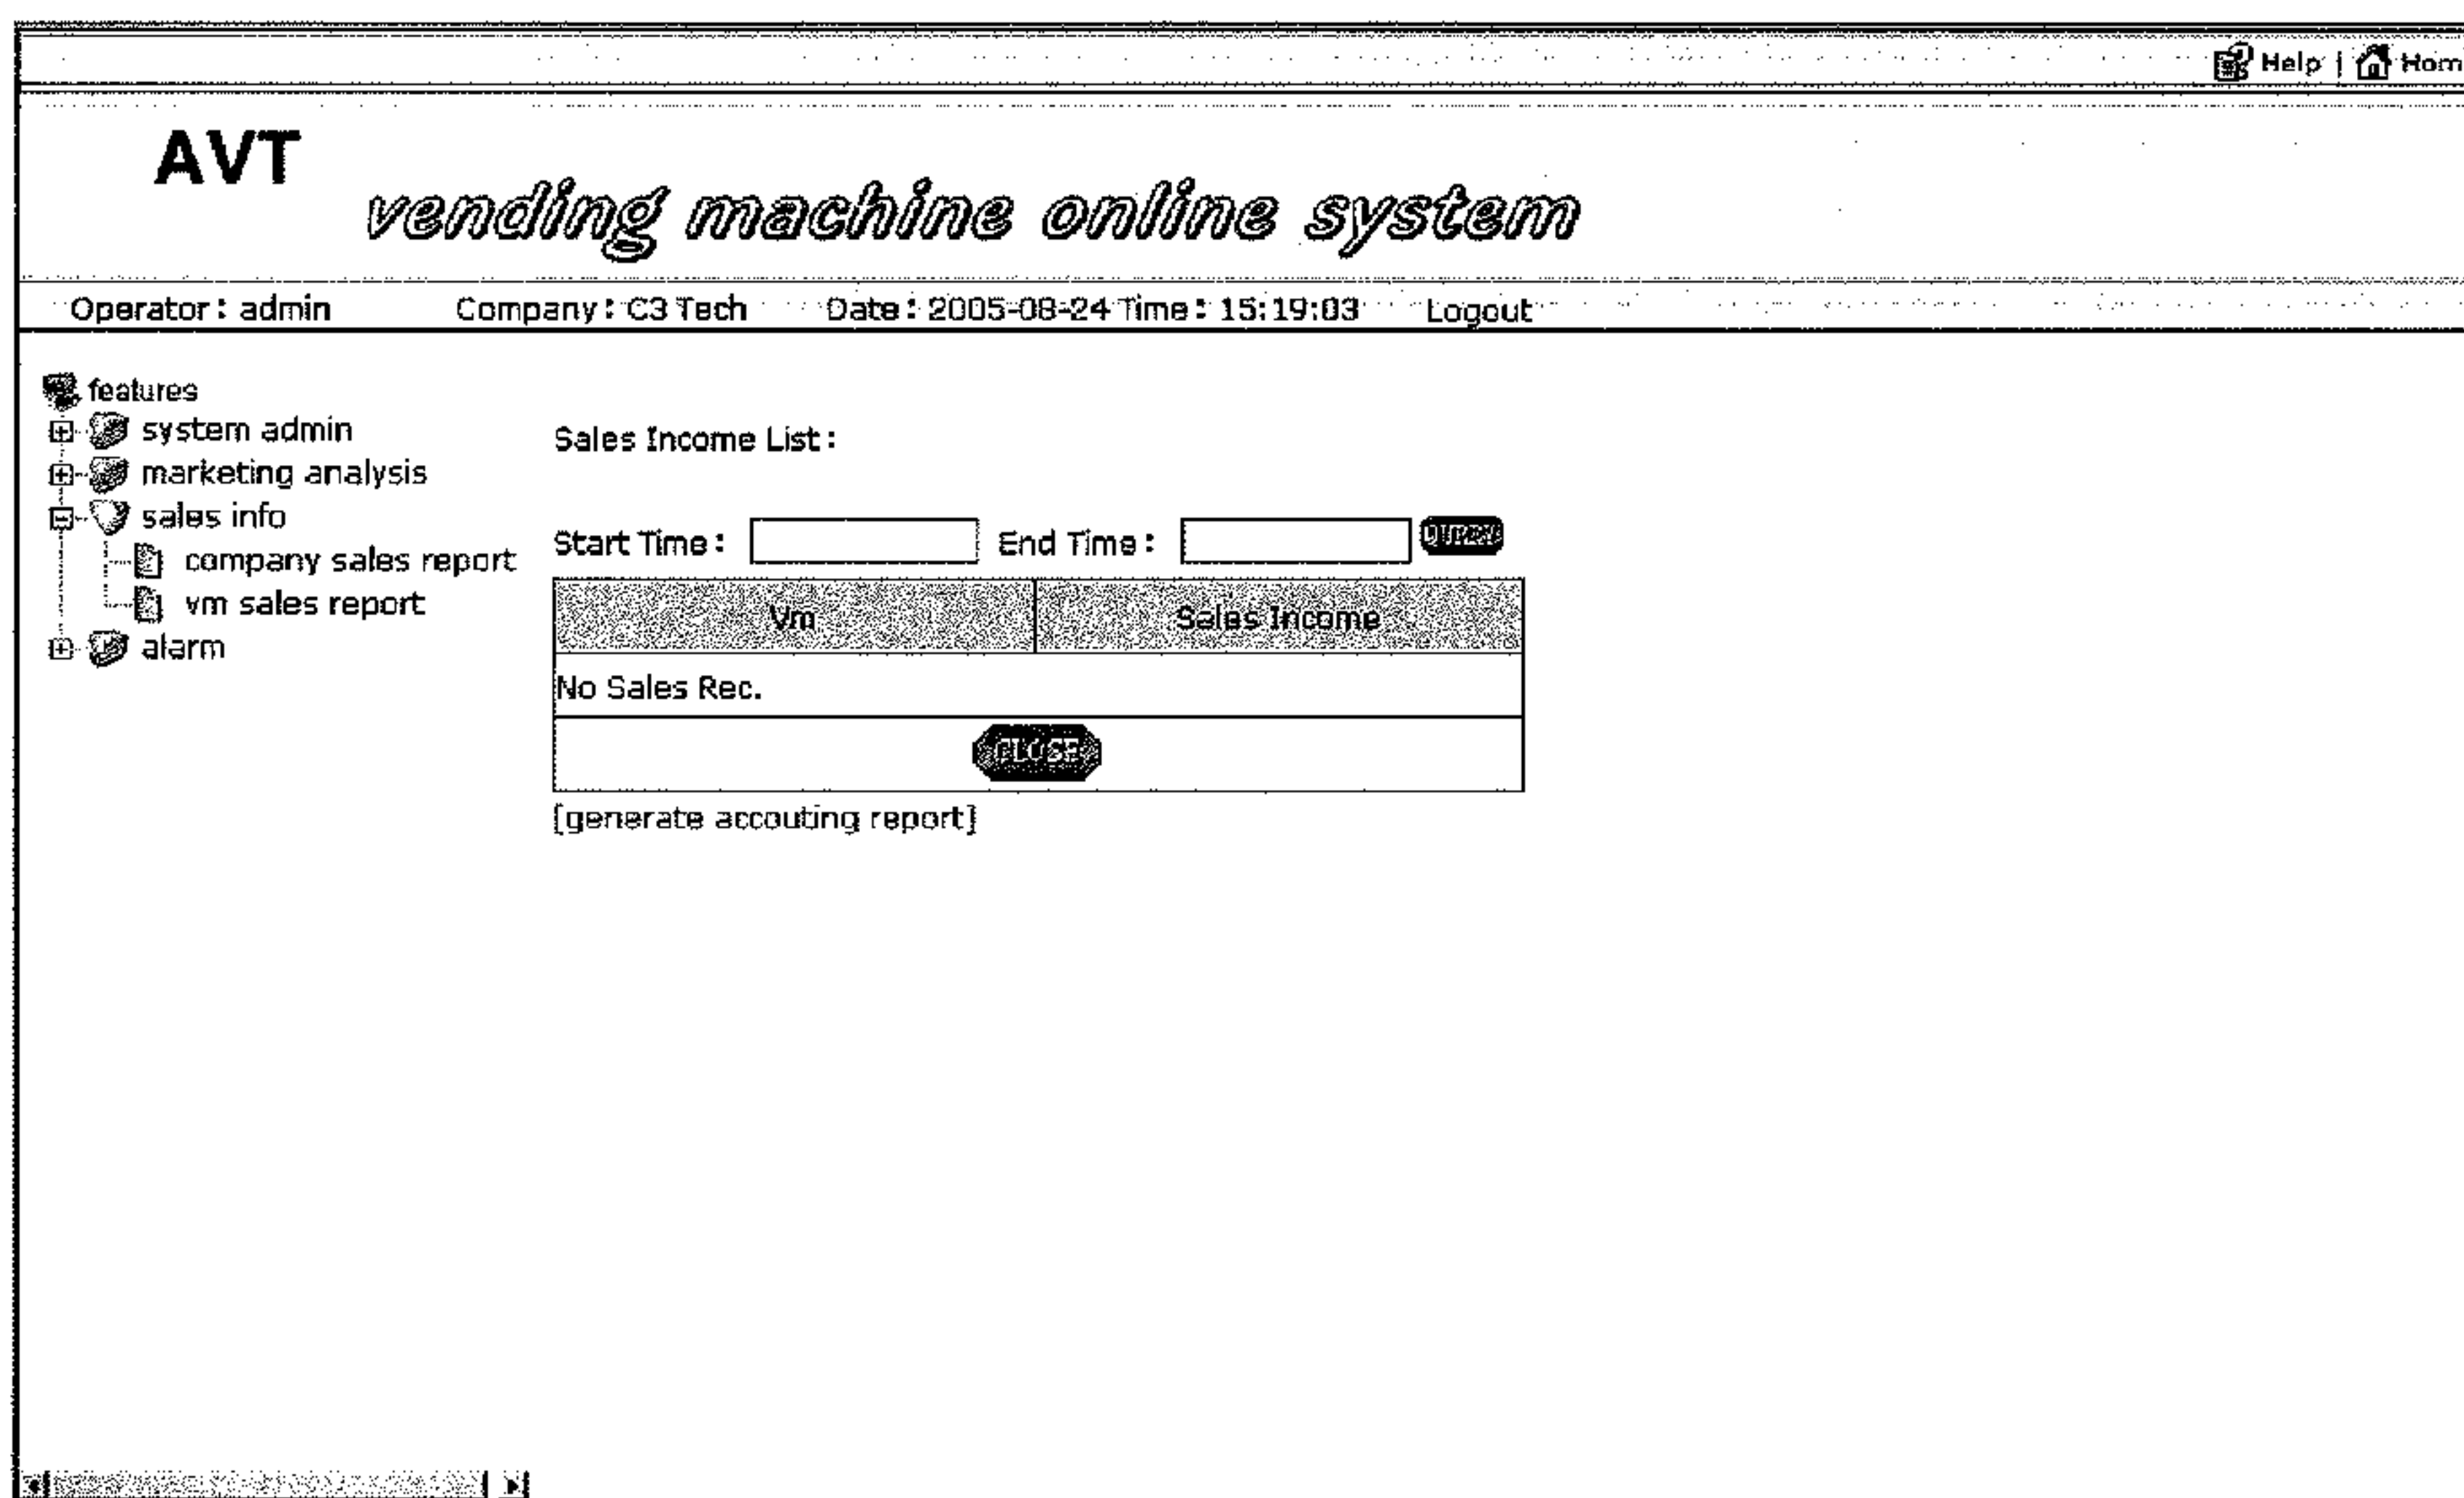 Help | Hom
AVT
vending machine online system
Operator: admin Company: C3 Tech Date: 2005-08-24 Time: 15:19:03 Logout
features
system admin
marketing analysis
sales info
company sales report
vm sales report
alarm
Sales Income List:
Start Time: End Time: QUERY
Vm Sales Income
No Sales Rec.
CLOSE
[generate accouting report]